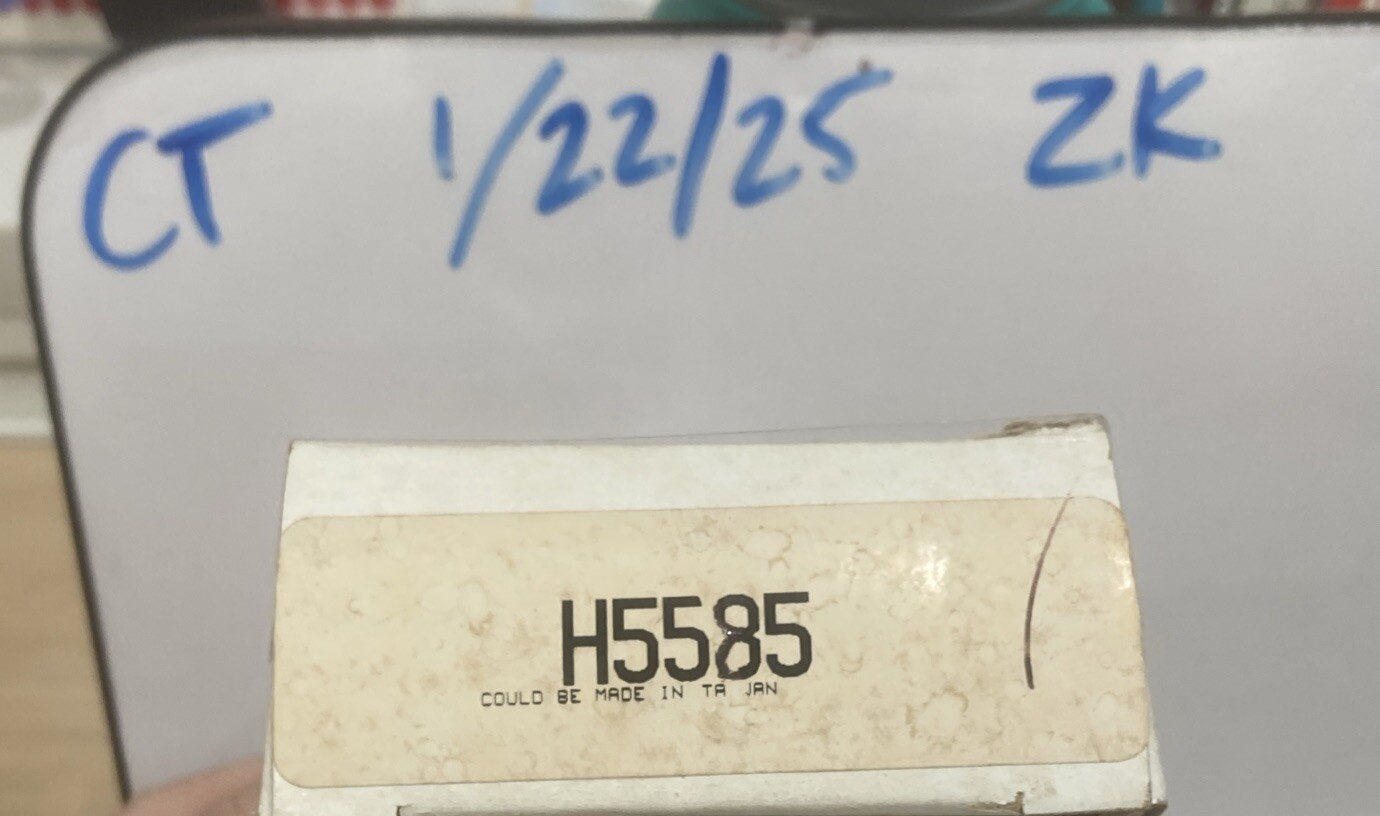 CT 1/22/25 ZK
H5585
COULD BE MADE IN TA JAN